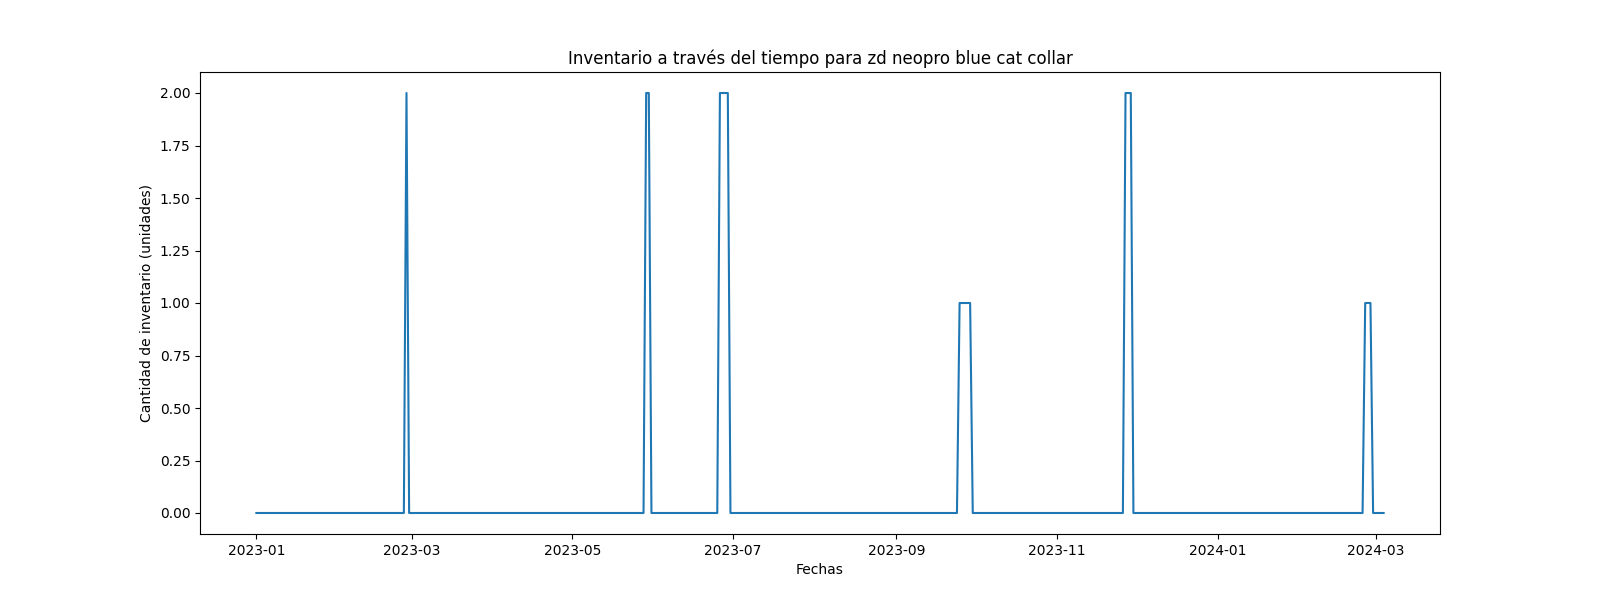 Inventario a través del tiempo para zd neopro blue cat collar
Cantidad de inventario (unidades)
2.00
1.75
1.50
1.25
1.00
0.75
0.50
0.25
0.00
2023-01 2023-03 2023-05 2023-07 2023-09 2023-11 2024-01 2024-03
Fechas